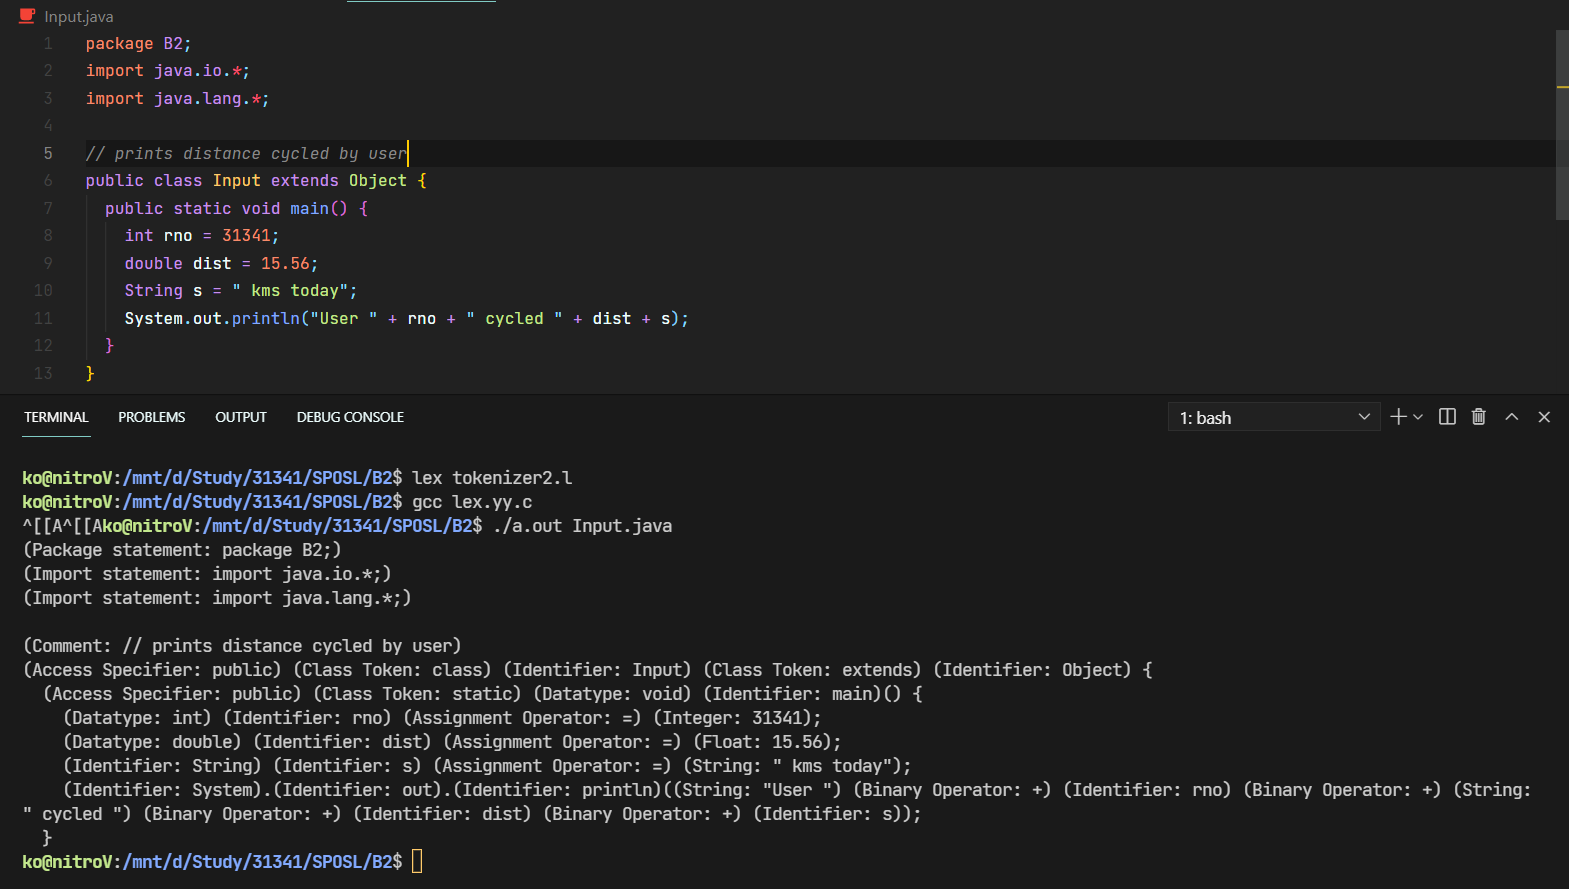 Input.java
1 package B2;
2 import java.io.*;
3 import java.lang.*;
4
5 // prints distance cycled by user
6 public class Input extends Object {
7 public static void main() {
8 int rno = 31341;
9 double dist = 15.56;
10 String s = " kms today";
11 System.out.println("User " + rno + " cycled " + dist + s);
12 }
13 }
TERMINAL PROBLEMS OUTPUT DEBUG CONSOLE 1: bash
ko@nitroV:/mnt/d/Study/31341/SPOSL/B2$ lex tokenizer2.l
ko@nitroV:/mnt/d/Study/31341/SPOSL/B2$ gcc lex.yy.c
^[[A^[[Ako@nitroV:/mnt/d/Study/31341/SPOSL/B2$ ./a.out Input.java
(Package statement: package B2;)
(Import statement: import java.io.*;)
(Import statement: import java.lang.*;)
(Comment: // prints distance cycled by user)
(Access Specifier: public) (Class Token: class) (Identifier: Input) (Class Token: extends) (Identifier: Object) {
(Access Specifier: public) (Class Token: static) (Datatype: void) (Identifier: main)() {
(Datatype: int) (Identifier: rno) (Assignment Operator: =) (Integer: 31341);
(Datatype: double) (Identifier: dist) (Assignment Operator: =) (Float: 15.56);
(Identifier: String) (Identifier: s) (Assignment Operator: =) (String: " kms today");
(Identifier: System).(Identifier: out).(Identifier: println)((String: "User ") (Binary Operator: +) (Identifier: rno) (Binary Operator: +) (String:
" cycled ") (Binary Operator: +) (Identifier: dist) (Binary Operator: +) (Identifier: s));
}
ko@nitroV:/mnt/d/Study/31341/SPOSL/B2$